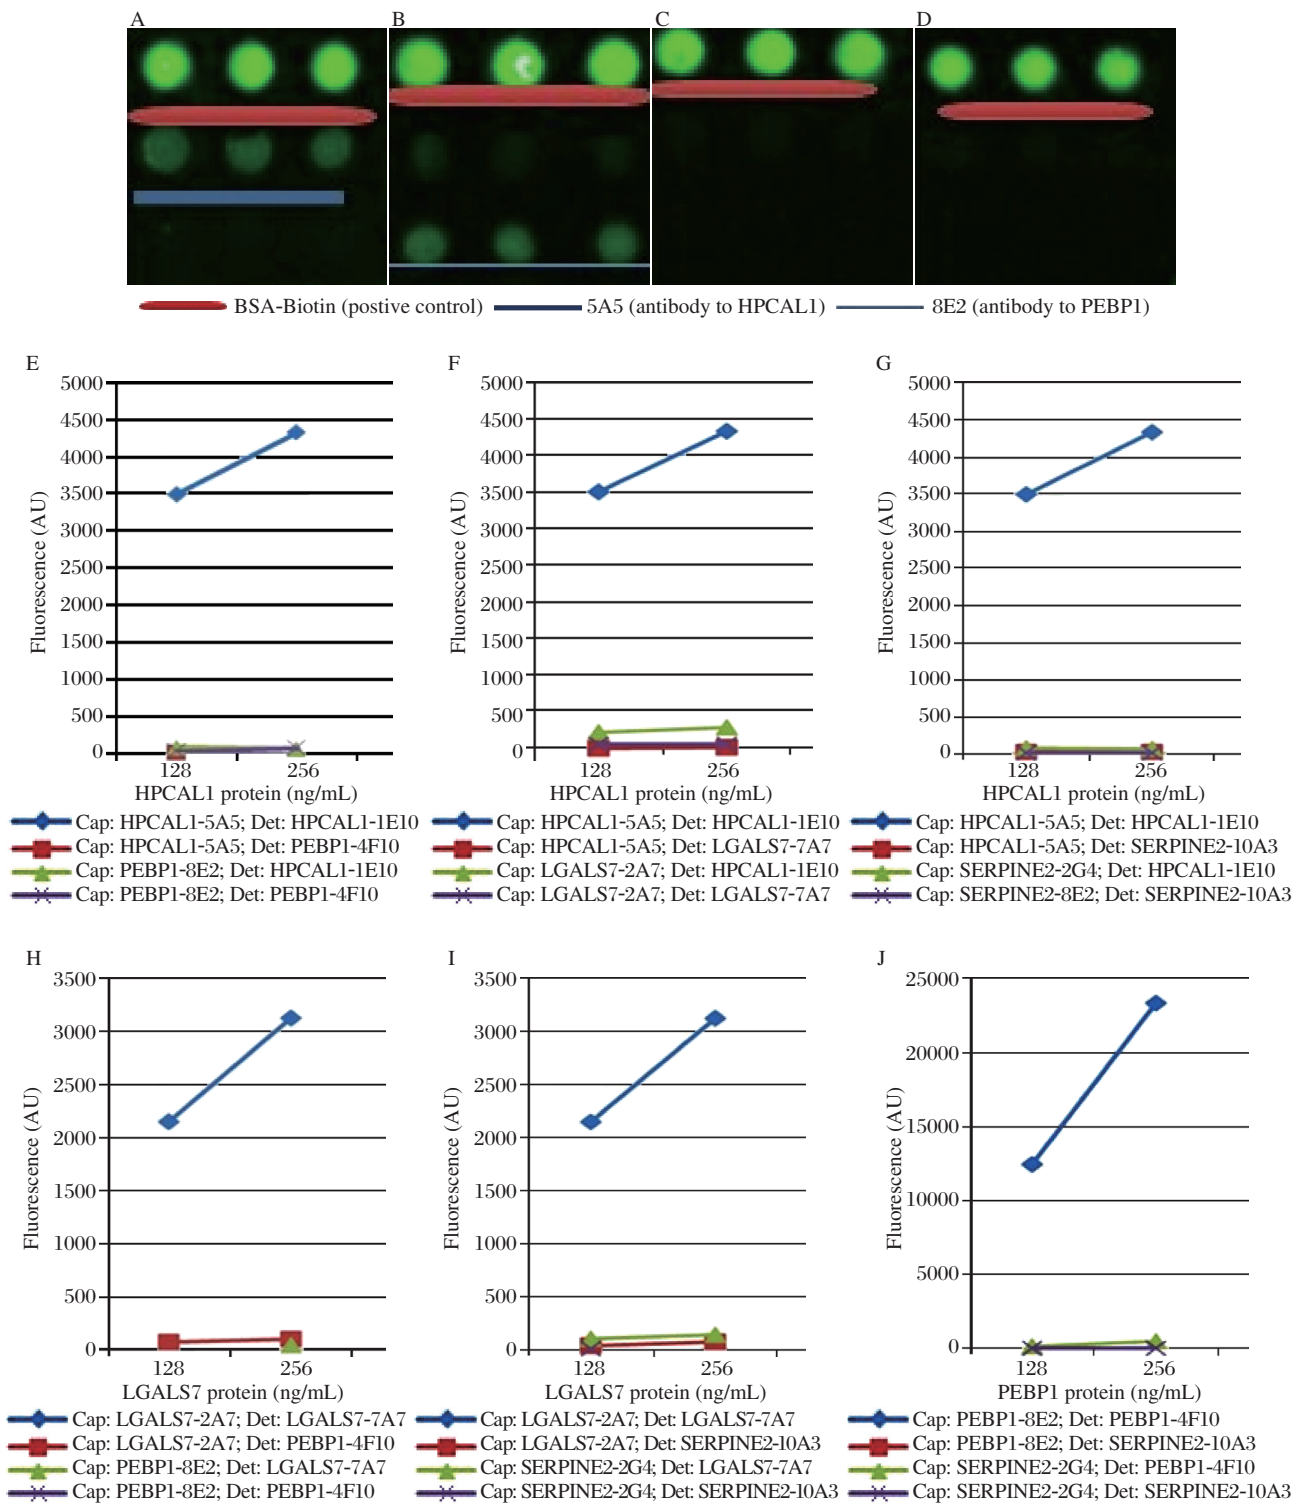 A
B
C
D
BSA-Biotin (postive control)
5A5 (antibody to HPCAL1)
8E2 (antibody to PEBP1)
E
5000
4500
4000
3500
3000
2500
2000
1500
1000
500
0
Fluorescence (AU)
128
256
HPCAL1 protein (ng/mL)
Cap: HPCAL1-5A5; Det: HPCAL1-1E10
Cap: HPCAL1-5A5; Det: PEBP1-4F10
Cap: PEBP1-8E2; Det: HPCAL1-1E10
Cap: PEBP1-8E2; Det: PEBP1-4F10
F
5000
4500
4000
3500
3000
2500
2000
1500
1000
500
0
Fluorescence (AU)
128
256
HPCAL1 protein (ng/mL)
Cap: HPCAL1-5A5; Det: HPCAL1-1E10
Cap: HPCAL1-5A5; Det: LGALS7-7A7
Cap: LGALS7-2A7; Det: HPCAL1-1E10
Cap: LGALS7-2A7; Det: LGALS7-7A7
G
5000
4500
4000
3500
3000
2500
2000
1500
1000
500
0
Fluorescence (AU)
128
256
HPCAL1 protein (ng/mL)
Cap: HPCAL1-5A5; Det: HPCAL1-1E10
Cap: HPCAL1-5A5; Det: SERPINE2-10A3
Cap: SERPINE2-2G4; Det: HPCAL1-1E10
Cap: SERPINE2-8E2; Det: SERPINE2-10A3
H
3500
3000
2500
2000
1500
1000
500
0
Fluorescence (AU)
128
256
LGALS7 protein (ng/mL)
Cap: LGALS7-2A7; Det: LGALS7-7A7
Cap: LGALS7-2A7; Det: PEBP1-4F10
Cap: PEBP1-8E2; Det: LGALS7-7A7
Cap: PEBP1-8E2; Det: PEBP1-4F10
I
3500
3000
2500
2000
1500
1000
500
0
Fluorescence (AU)
128
256
LGALS7 protein (ng/mL)
Cap: LGALS7-2A7; Det: LGALS7-7A7
Cap: LGALS7-2A7; Det: SERPINE2-10A3
Cap: SERPINE2-2G4; Det: LGALS7-7A7
Cap: SERPINE2-2G4; Det: SERPINE2-10A3
J
25000
20000
15000
10000
5000
0
Fluorescence (AU)
128
256
PEBP1 protein (ng/mL)
Cap: PEBP1-8E2; Det: PEBP1-4F10
Cap: PEBP1-8E2; Det: SERPINE2-10A3
Cap: SERPINE2-2G4; Det: PEBP1-4F10
Cap: SERPINE2-2G4; Det: SERPINE2-10A3